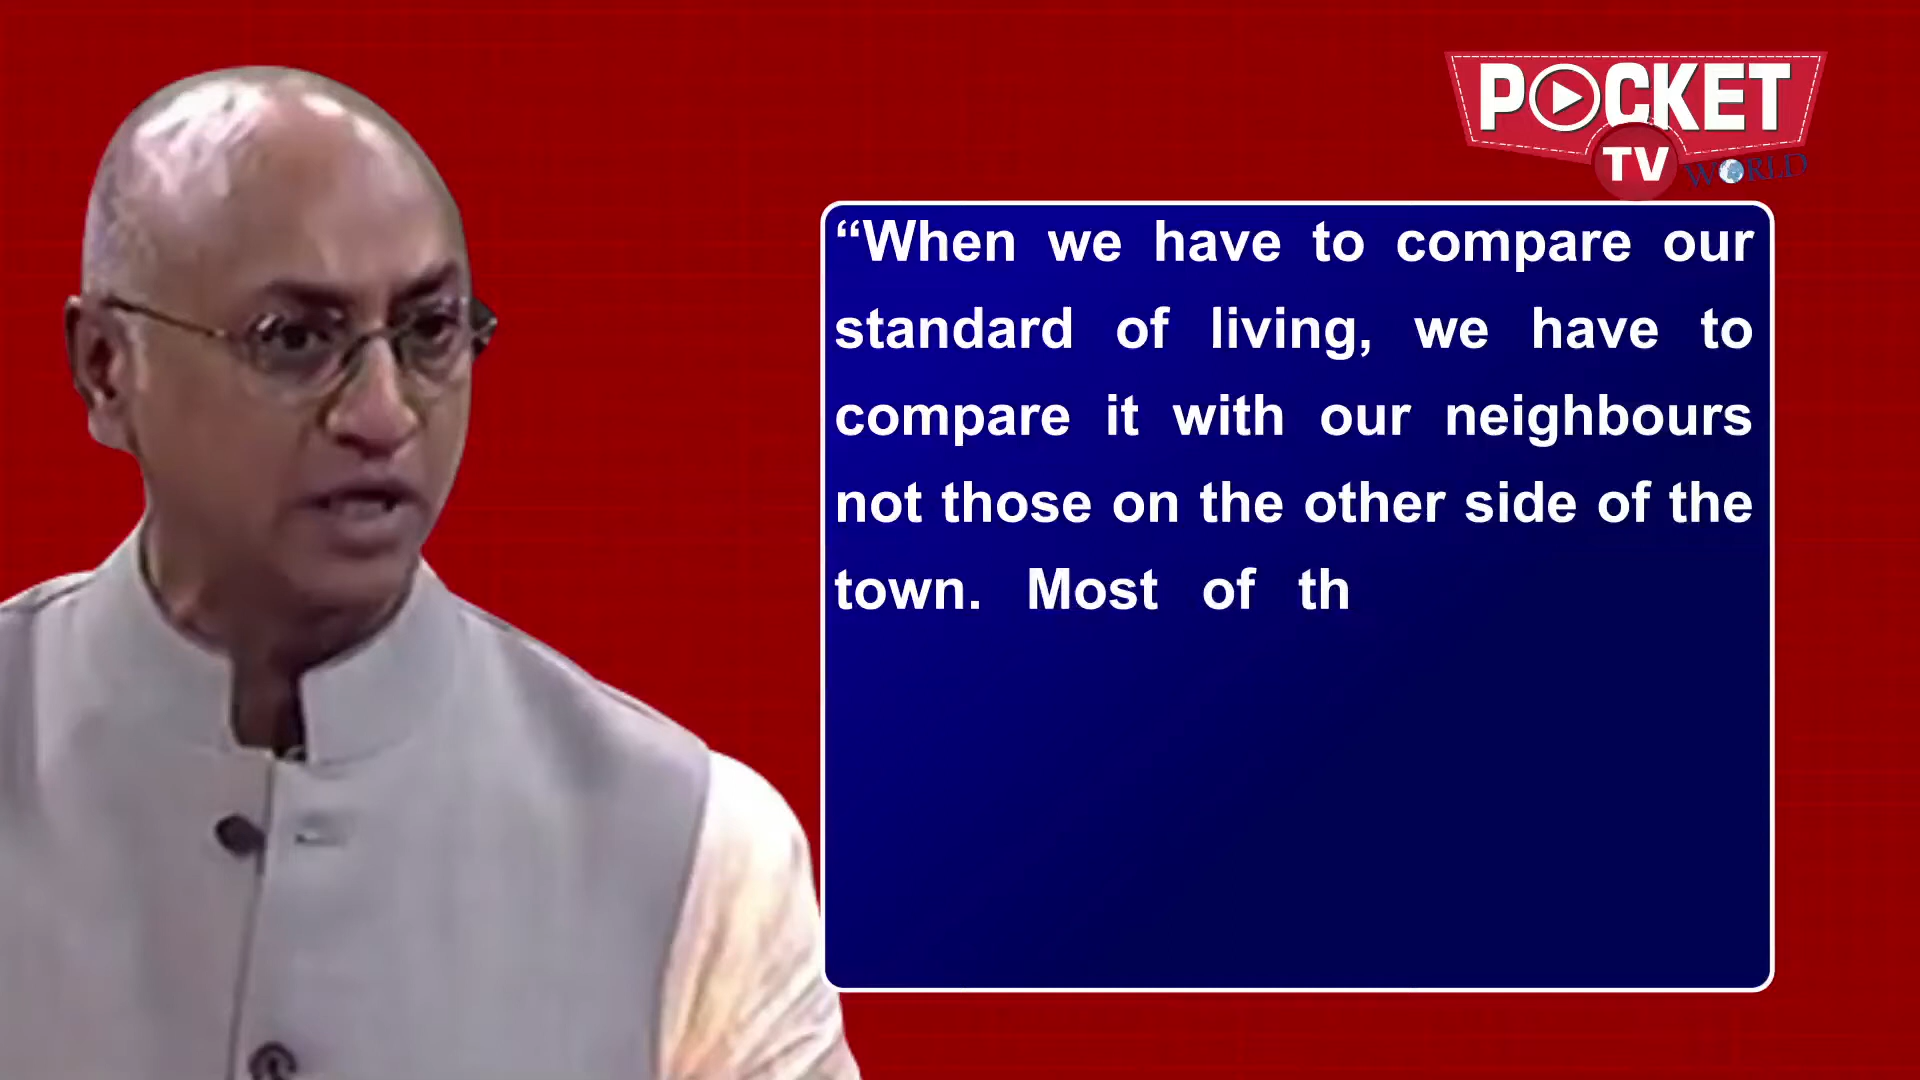 POCKET
TV WORLD
“When we have to compare our
standard of living, we have to
compare it with our neighbours
not those on the other side of the
town. Most of th